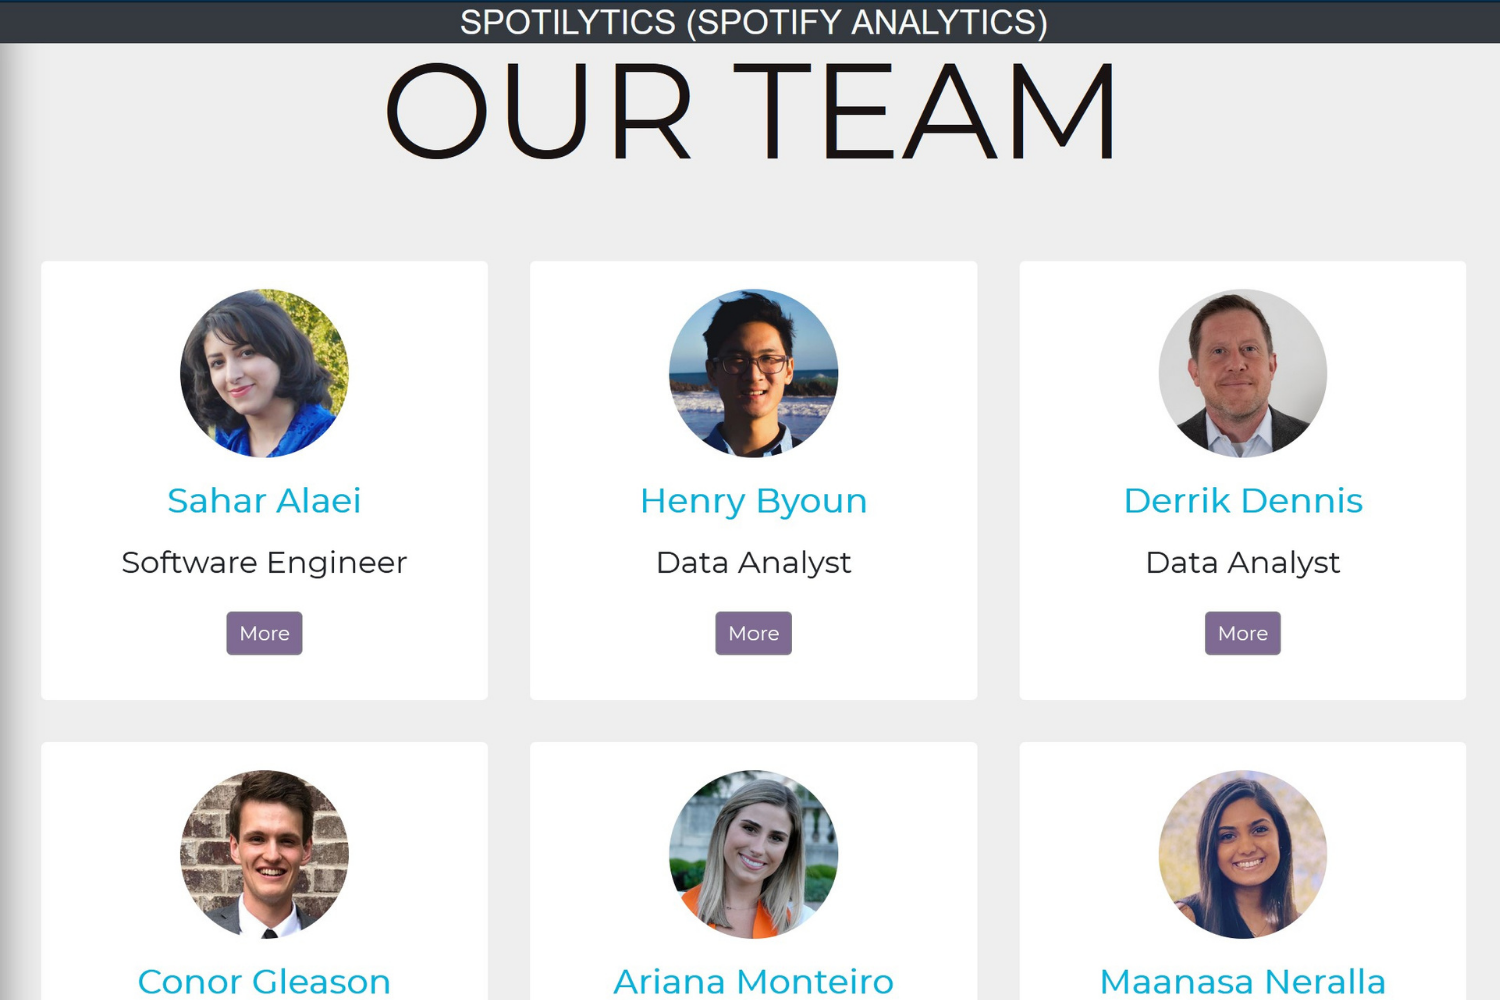 SPOTILYTICS (SPOTIFY ANALYTICS)
OUR TEAM
Sahar Alaei
Software Engineer
More
Henry Byoun
Data Analyst
More
Derrik Dennis
Data Analyst
More
Conor Gleason
Ariana Monteiro
Maanasa Neralla